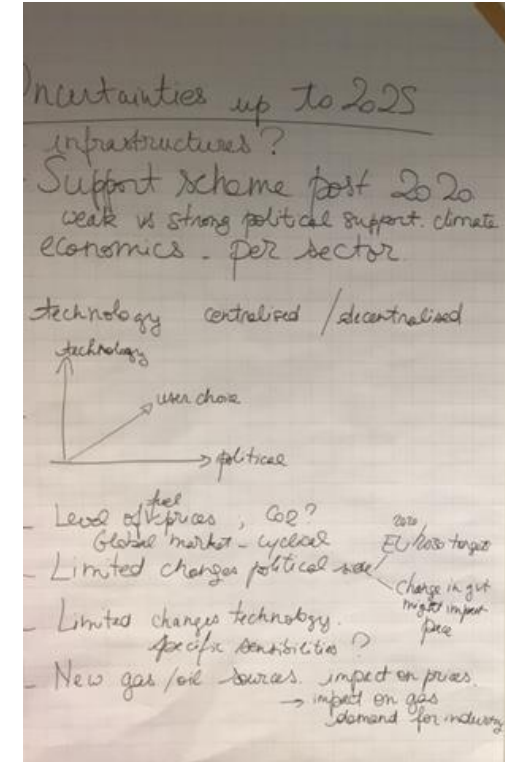 Uncertainties up to 2025
infrastructures?
- Support scheme post 2020
weak vs strong political support. climate
economics - per sector
technology centralised / decentralised
technology
user choice
political
- Level of fuel prices, CO2?
Global market - cyclical
- Limited changes political
2020
EU/2030 target
Change in gvt
might impact
pace
- Limited changes technology.
specific sensibilities?
- New gas/oil sources. impact on prices.
→ impact on gas
demand for industry